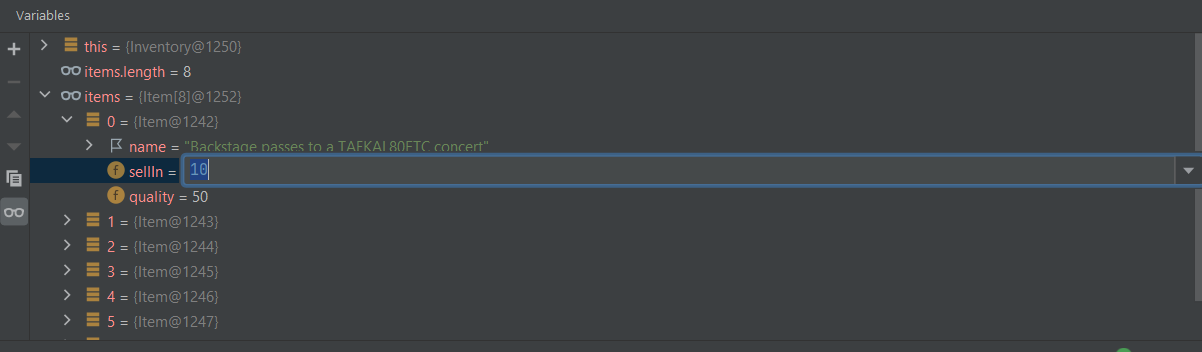 Variables
this = {Inventory@1250}
items.length = 8
items = {Item[8]@1252}
0 = {Item@1242}
name = "Backstage passes to a TAFKAL80ETC concert"
sellIn = 10
quality = 50
1 = {Item@1243}
2 = {Item@1244}
3 = {Item@1245}
4 = {Item@1246}
5 = {Item@1247}